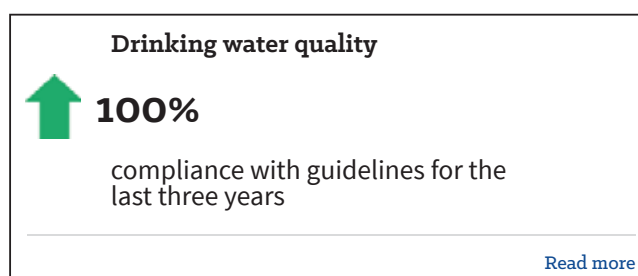 Drinking water quality
100%
compliance with guidelines for the
last three years
Read more